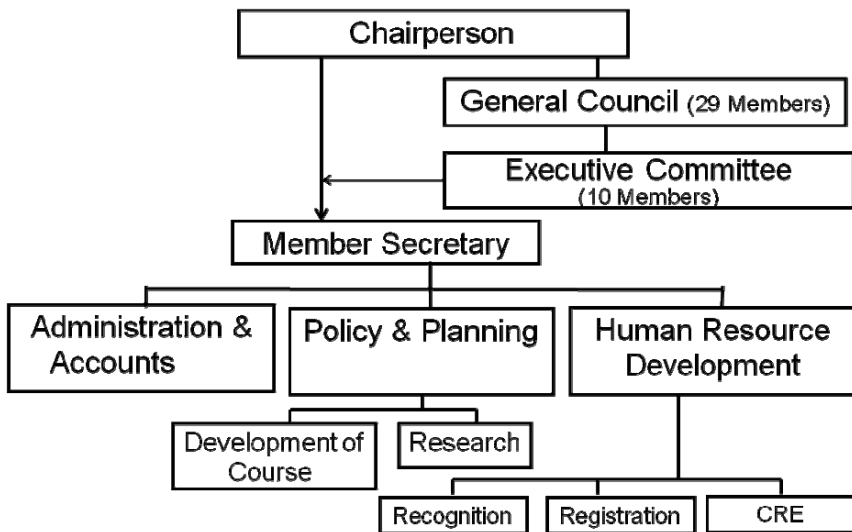 Chairperson
General Council (29 Members)
Executive Committee
(10 Members)
Member Secretary
Administration &
Accounts
Policy & Planning
Human Resource
Development
Development of
Course
Research
Recognition
Registration
CRE